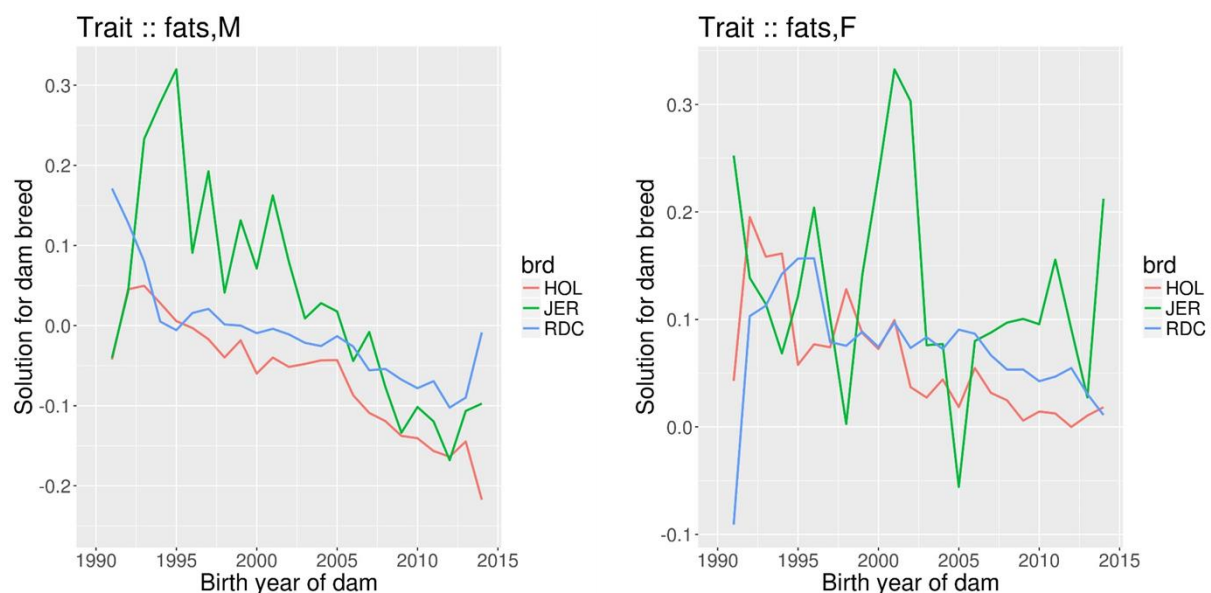 Trait :: fats,M
Solution for dam breed
0.3
0.2
0.1
0.0
-0.1
-0.2
1990 1995 2000 2005 2010 2015
Birth year of dam
brd
HOL
JER
RDC
Trait :: fats,F
Solution for dam breed
0.3
0.2
0.1
0.0
-0.1
1990 1995 2000 2005 2010 2015
Birth year of dam
brd
HOL
JER
RDC